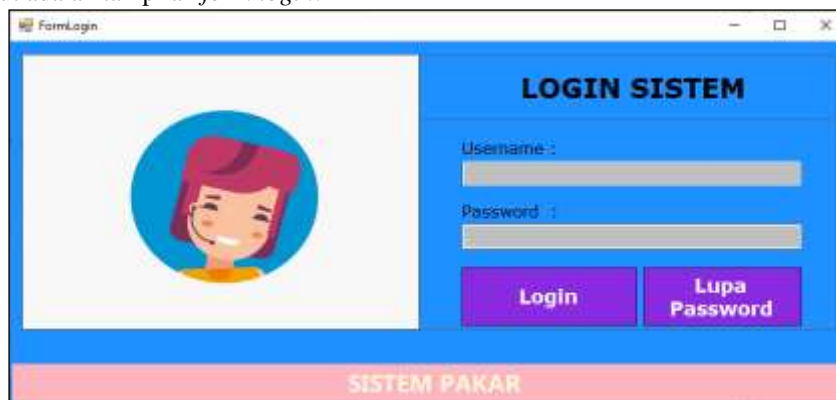 FormLogin
LOGIN SISTEM
Username :
Password :
Login
Lupa
Password
SISTEM PAKAR